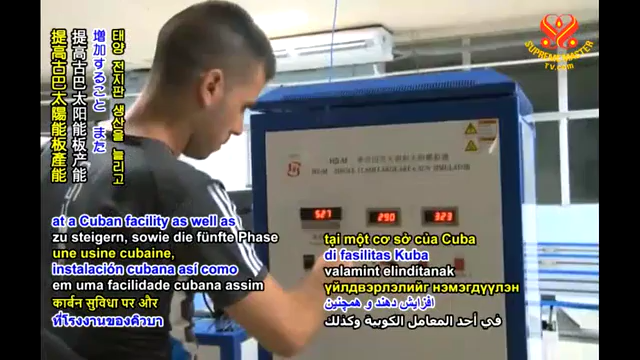 提高古巴太陽能板產能
提高古巴太阳能板产能
増加すること また
태양 전지판 생산을 늘리고
SUPREME MASTER
TV.com
HS-M
527
290
323
at a Cuban facility as well as
zu steigern, sowie die fünfte Phase
une usine cubaine,
instalación cubana así como
em uma facilidade cubana assim
कार्बन सुविधा पर और
ที่โรงงานของคิวบา
tại một cơ sở của Cuba
di fasilitas Kuba
valamint elindítanak
үйлдвэрлэлийг нэмэгдүүлэн
افزایش دهند و همچنین
في أحد المعامل الكوبية وكذلك